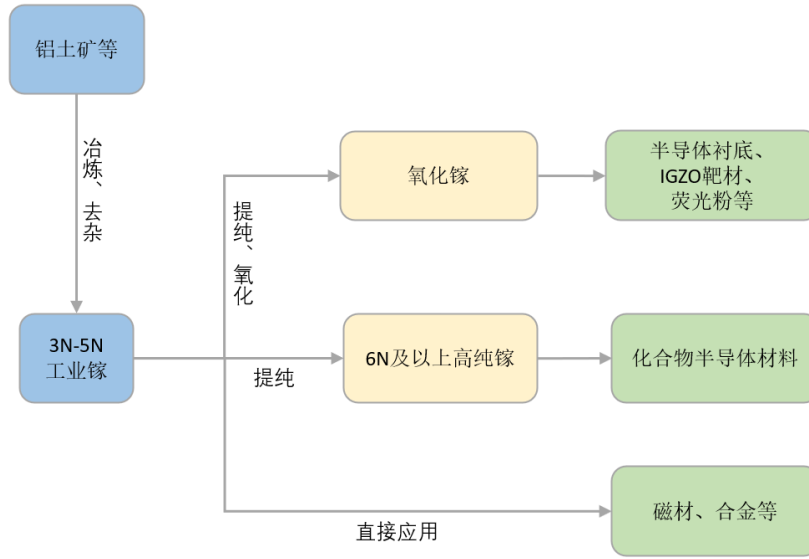 铝土矿等
冶炼、去杂
3N-5N
工业镓
提纯、氧化
氧化镓
半导体衬底、
IGZO靶材、
荧光粉等
提纯
6N及以上高纯镓
化合物半导体材料
直接应用
磁材、合金等